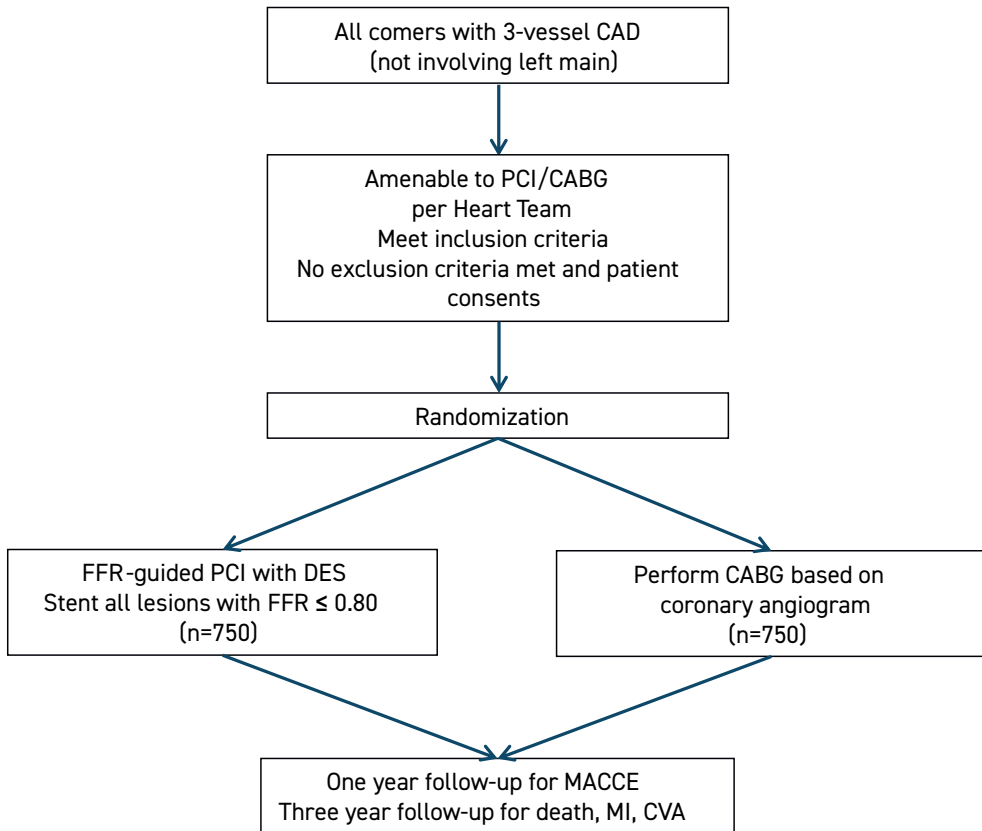 All comers with 3-vessel CAD
(not involving left main)
Amenable to PCI/CABG
per Heart Team
Meet inclusion criteria
No exclusion criteria met and patient
consents
Randomization
FFR-guided PCI with DES
Stent all lesions with FFR ≤ 0.80
(n=750)
Perform CABG based on
coronary angiogram
(n=750)
One year follow-up for MACCE
Three year follow-up for death, MI, CVA